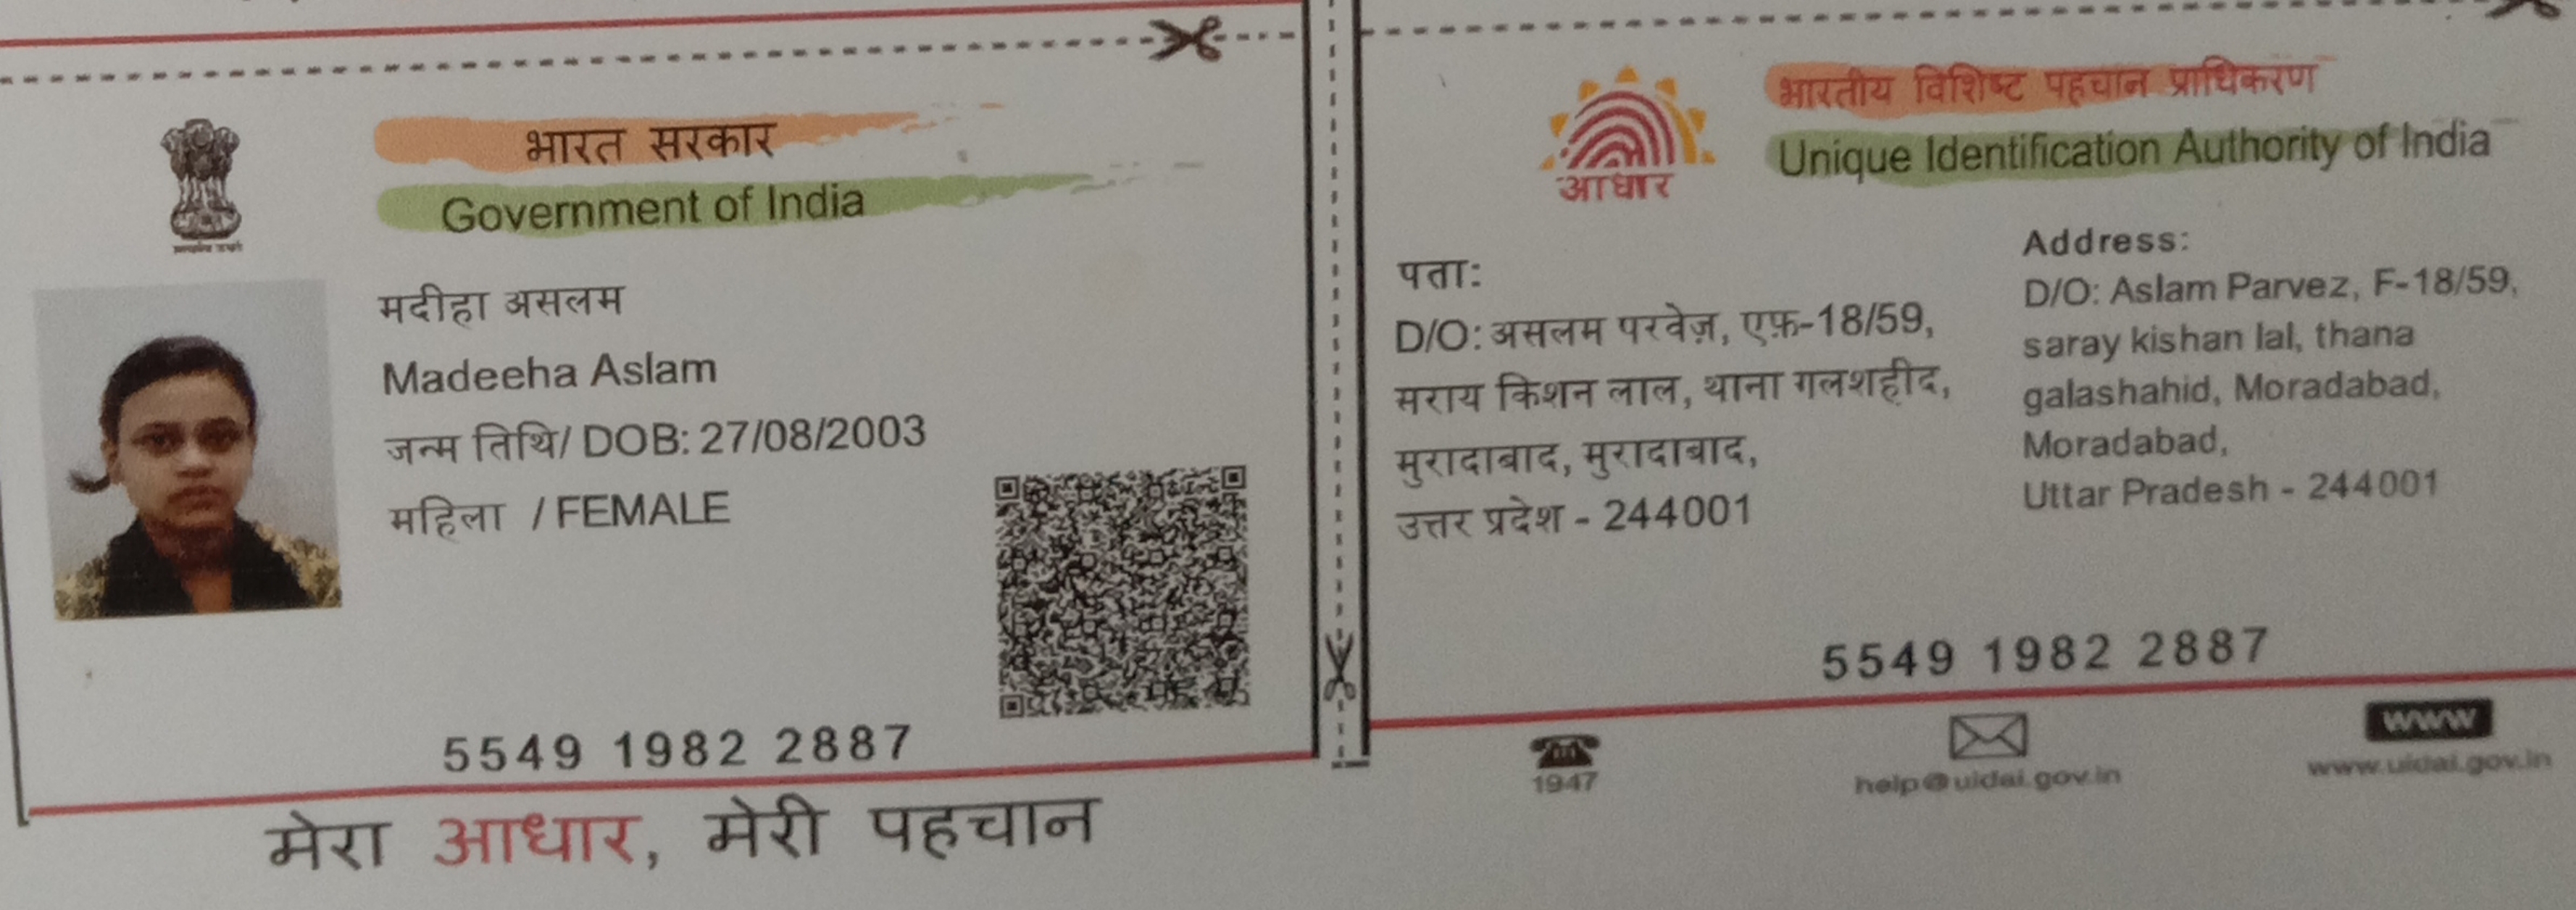 भारत सरकार
Government of India
मदीहा असलम
Madeeha Aslam
जन्म तिथि/ DOB: 27/08/2003
महिला / FEMALE
5549 1982 2887
मेरा आधार, मेरी पहचान
भारतीय विशिष्ट पहचान प्राधिकरण
Unique Identification Authority of India
आधार
पता:
D/O: असलम परवेज़, एफ़-18/59,
सराय किशन लाल, थाना गलशहीद,
मुरादाबाद, मुरादाबाद,
उत्तर प्रदेश - 244001
Address:
D/O: Aslam Parvez, F-18/59,
saray kishan lal, thana
galashahid, Moradabad,
Moradabad,
Uttar Pradesh - 244001
5549 1982 2887
1947
help@uidai.gov.in
www
www.uidai.gov.in